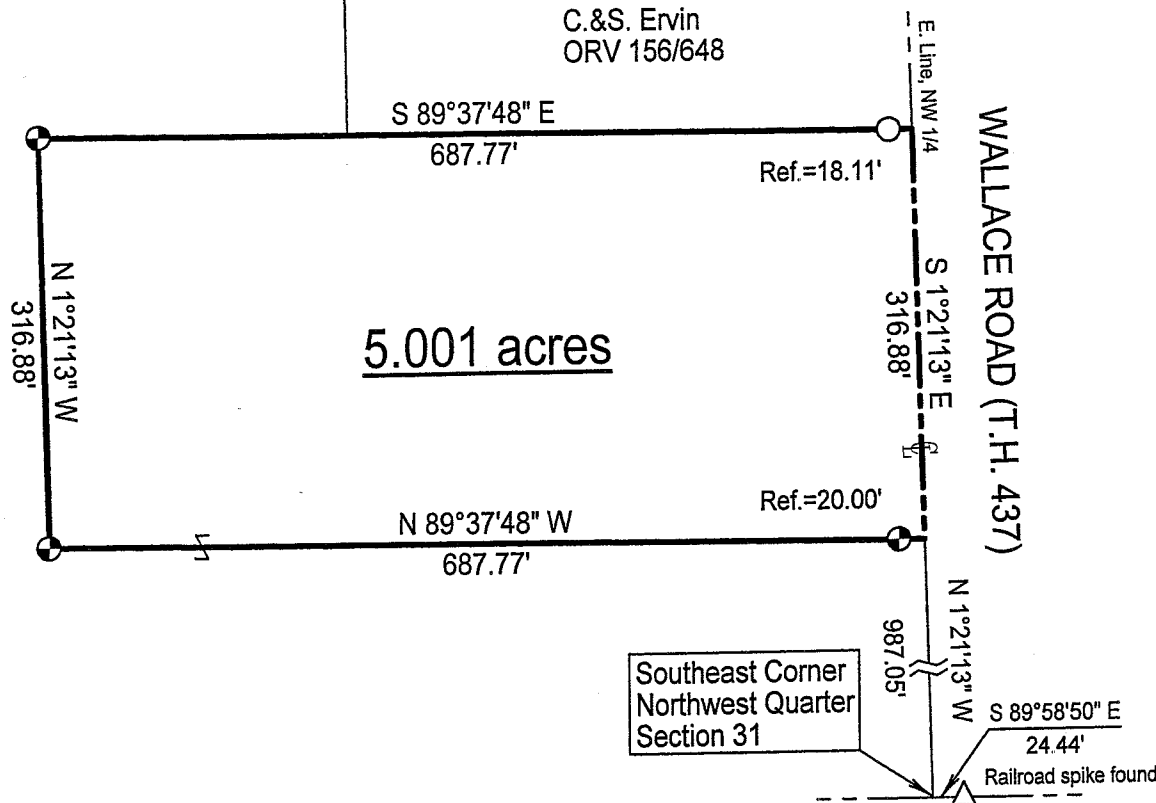 C.&S. Ervin
ORV 156/648
E. Line, NW 1/4
WALLACE ROAD (T.H. 437)
S 89°37'48" E
687.77'
Ref.=18.11'
N 1°21'13" W
316.88'
5.001 acres
S 1°21'13" E
316.88'
Ref.=20.00'
N 89°37'48" W
687.77'
N 1°21'13" W
987.05'
Southeast Corner
Northwest Quarter
Section 31
S 89°58'50" E
24.44'
Railroad spike found